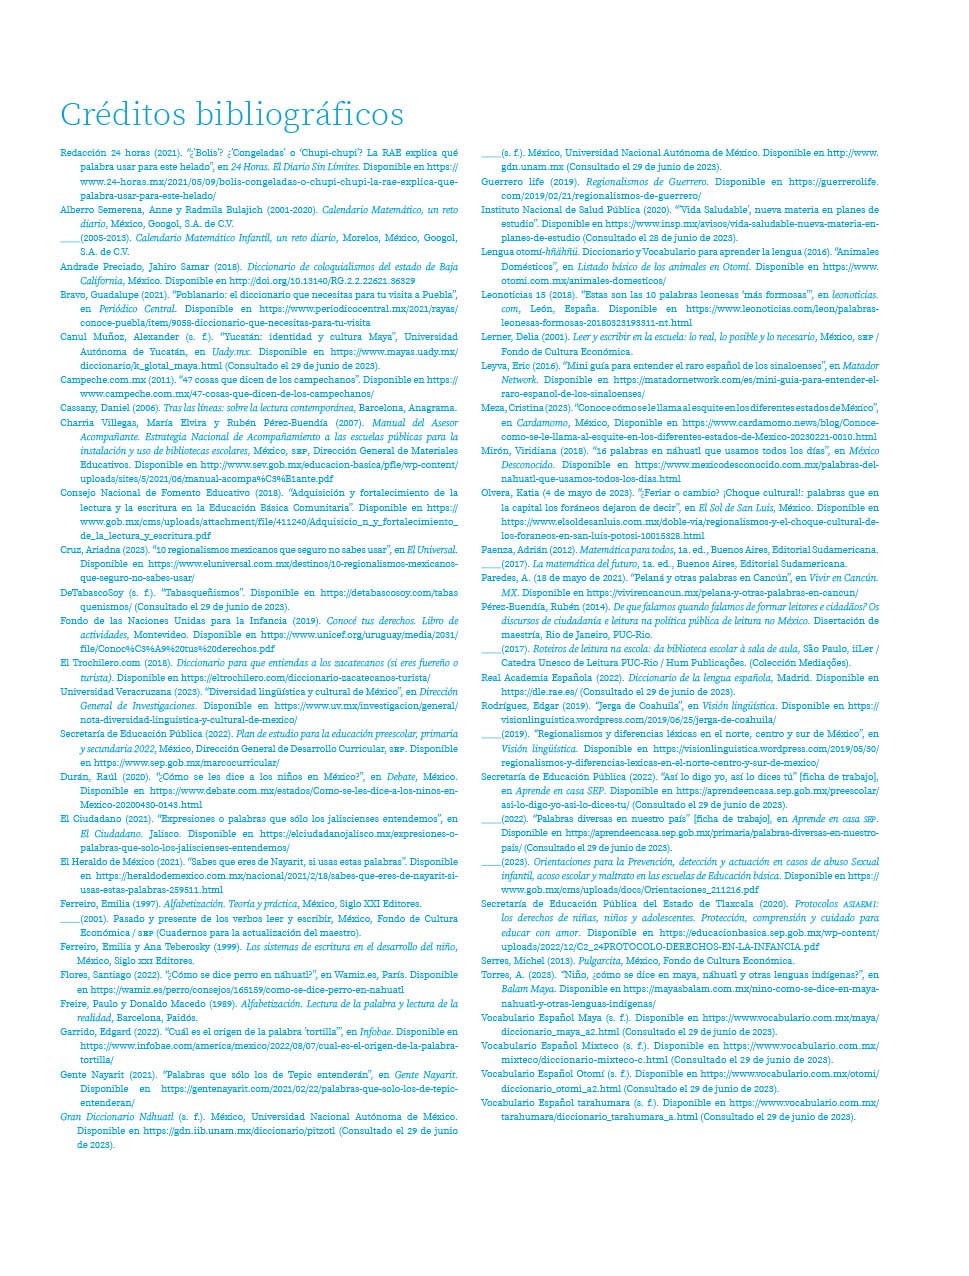 Créditos bibliográficos
Redacción 24 horas (2021). “¿‘Bolis’? ¿‘Congeladas’ o ‘Chupi-chupi’? La RAE explica qué
palabra usar para este helado”, en 24 Horas. El Diario Sin Límites. Disponible en https://
www.24-horas.mx/2021/05/09/bolis-congeladas-o-chupi-chupi-la-rae-explica-que-
palabra-usar-para-este-helado/
Alberro Semerena, Anne y Radmila Bulajich (2001-2020). Calendario Matemático, un reto
diario, México, Googol, S.A. de C.V.
____(2005-2013). Calendario Matemático Infantil, un reto diario, Morelos, México, Googol,
S.A. de C.V.
Andrade Preciado, Jahiro Samar (2018). Diccionario de coloquialismos del estado de Baja
California, México. Disponible en http://doi.org/10.13140/RG.2.2.22621.36329
Bravo, Guadalupe (2021). “Poblanario: el diccionario que necesitas para tu visita a Puebla”,
en Periódico Central. Disponible en https://www.periodicocentral.mx/2021/rayas/
conoce-puebla/item/9058-diccionario-que-necesitas-para-tu-visita
Canul Muñoz, Alexander (s. f.). “Yucatán: identidad y cultura Maya”, Universidad
Autónoma de Yucatán, en Uady.mx. Disponible en https://www.mayas.uady.mx/
diccionario/k_glotal_maya.html (Consultado el 29 de junio de 2023).
Campeche.com.mx (2011). “47 cosas que dicen de los campechanos”. Disponible en https://
www.campeche.com.mx/47-cosas-que-dicen-de-los-campechanos/
Cassany, Daniel (2006). Tras las líneas: sobre la lectura contemporánea, Barcelona, Anagrama.
Charria Villegas, María Elvira y Rubén Pérez-Buendía (2007). Manual del Asesor
Acompañante. Estrategia Nacional de Acompañamiento a las escuelas públicas para la
instalación y uso de bibliotecas escolares, México, SEP, Dirección General de Materiales
Educativos. Disponible en http://www.sev.gob.mx/educacion-basica/pfle/wp-content/
uploads/sites/5/2021/06/manual-acompa%C3%B1ante.pdf
Consejo Nacional de Fomento Educativo (2018). “Adquisición y fortalecimiento de la
lectura y la escritura en la Educación Básica Comunitaria”. Disponible en https://
www.gob.mx/cms/uploads/attachment/file/411240/Adquisicio_n_y_fortalecimiento_
de_la_lectura_y_escritura.pdf
Cruz, Ariadna (2023). “10 regionalismos mexicanos que seguro no sabes usar”, en El Universal.
Disponible en https://www.eluniversal.com.mx/destinos/10-regionalismos-mexicanos-
que-seguro-no-sabes-usar/
DeTabascoSoy (s. f.). “Tabasqueñismos”. Disponible en https://detabascosoy.com/tabas
quenismos/ (Consultado el 29 de junio de 2023).
Fondo de las Naciones Unidas para la Infancia (2019). Conocé tus derechos. Libro de
actividades, Montevideo. Disponible en https://www.unicef.org/uruguay/media/2031/
file/Conoc%C3%A9%20tus%20derechos.pdf
El Trochilero.com (2018). Diccionario para que entiendas a los zacatecanos (si eres fuereño o
turista). Disponible en https://eltrochilero.com/diccionario-zacatecanos-turista/
Universidad Veracruzana (2023). “Diversidad lingüística y cultural de México”, en Dirección
General de Investigaciones. Disponible en https://www.uv.mx/investigacion/general/
nota-diversidad-linguistica-y-cultural-de-mexico/
Secretaría de Educación Pública (2022). Plan de estudio para la educación preescolar, primaria
y secundaria 2022, México, Dirección General de Desarrollo Curricular, SEP. Disponible
en https://www.sep.gob.mx/marcocurricular/
Durán, Raúl (2020). “¿Cómo se les dice a los niños en México?”, en Debate, México.
Disponible en https://www.debate.com.mx/estados/Como-se-les-dice-a-los-ninos-en-
Mexico-20200430-0143.html
El Ciudadano (2021). “Expresiones o palabras que sólo los jaliscienses entendemos”, en
El Ciudadano. Jalisco. Disponible en https://elciudadanojalisco.mx/expresiones-o-
palabras-que-solo-los-jaliscienses-entendemos/
El Heraldo de México (2021). “Sabes que eres de Nayarit, si usas estas palabras”. Disponible
en https://heraldodemexico.com.mx/nacional/2021/2/18/sabes-que-eres-de-nayarit-si-
usas-estas-palabras-259511.html
Ferreiro, Emilia (1997). Alfabetización. Teoría y práctica, México, Siglo XXI Editores.
____(2001). Pasado y presente de los verbos leer y escribir, México, Fondo de Cultura
Económica / SEP (Cuadernos para la actualización del maestro).
Ferreiro, Emilia y Ana Teberosky (1999). Los sistemas de escritura en el desarrollo del niño,
México, Siglo XXI Editores.
Flores, Santiago (2022). “¿Cómo se dice perro en náhuatl?”, en Wamiz.es, París. Disponible
en https://wamiz.es/perro/consejos/165159/como-se-dice-perro-en-nahuatl
Freire, Paulo y Donaldo Macedo (1989). Alfabetización. Lectura de la palabra y lectura de la
realidad, Barcelona, Paidós.
Garrido, Edgard (2022). “Cuál es el origen de la palabra ‘tortilla’”, en Infobae. Disponible en
https://www.infobae.com/america/mexico/2022/08/07/cual-es-el-origen-de-la-palabra-
tortilla/
Gente Nayarit (2021). “Palabras que sólo los de Tepic entenderán”, en Gente Nayarit.
Disponible en https://gentenayarit.com/2021/02/22/palabras-que-solo-los-de-tepic-
entenderan/
Gran Diccionario Náhuatl (s. f.). México, Universidad Nacional Autónoma de México.
Disponible en https://gdn.iib.unam.mx/diccionario/pitzotl (Consultado el 29 de junio
de 2023).
____(s. f.). México, Universidad Nacional Autónoma de México. Disponible en http://www.
gdn.unam.mx (Consultado el 29 de junio de 2023).
Guerrero life (2019). Regionalismos de Guerrero. Disponible en https://guerrerolife.
com/2019/02/21/regionalismos-de-guerrero/
Instituto Nacional de Salud Pública (2020). “‘Vida Saludable’, nueva materia en planes de
estudio”. Disponible en https://www.insp.mx/avisos/vida-saludable-nueva-materia-en-
planes-de-estudio (Consultado el 28 de junio de 2023).
Lengua otomí-hñähñü. Diccionario y Vocabulario para aprender la lengua (2016). “Animales
Domésticos”, en Listado básico de los animales en Otomí. Disponible en https://www.
otomi.com.mx/animales-domesticos/
Leonoticias 15 (2018). “Estas son las 10 palabras leonesas ‘más formosas’”, en leonoticias.
com, León, España. Disponible en https://www.leonoticias.com/leon/palabras-
leonesas-formosas-20180323193311-nt.html
Lerner, Delia (2001). Leer y escribir en la escuela: lo real, lo posible y lo necesario, México, SEP /
Fondo de Cultura Económica.
Leyva, Eric (2016). “Mini guía para entender el raro español de los sinaloenses”, en Matador
Network. Disponible en https://matadornetwork.com/es/mini-guia-para-entender-el-
raro-espanol-de-los-sinaloenses/
Meza, Cristina (2023). “Conoce cómo se le llama al esquite en los diferentes estados de México”,
en Cardamomo, México, Disponible en https://www.cardamomo.news/blog/Conoce-
como-se-le-llama-al-esquite-en-los-diferentes-estados-de-Mexico-20230221-0010.html
Mirón, Viridiana (2018). “16 palabras en náhuatl que usamos todos los días”, en México
Desconocido. Disponible en https://www.mexicodesconocido.com.mx/palabras-del-
nahuatl-que-usamos-todos-los-dias.html
Olvera, Katia (4 de mayo de 2023). “¿Feriar o cambio? ¡Choque cultural!: palabras que en
la capital los foráneos dejaron de decir”, en El Sol de San Luis, México. Disponible en
https://www.elsoldesanluis.com.mx/doble-via/regionalismos-y-el-choque-cultural-de-
los-foraneos-en-san-luis-potosi-10015328.html
Paenza, Adrián (2012). Matemática para todos, 1a. ed., Buenos Aires, Editorial Sudamericana.
____(2017). La matemática del futuro, 1a. ed., Buenos Aires, Editorial Sudamericana.
Paredes, A. (18 de mayo de 2021). “Pelaná y otras palabras en Cancún”, en Vivir en Cancún.
MX. Disponible en https://vivirencancun.mx/pelana-y-otras-palabras-en-cancun/
Pérez-Buendía, Rubén (2014). De que falamos quando falamos de formar leitores e cidadãos? Os
discursos de ciudadanía e leitura na política pública de leitura no México. Disertación de
maestría, Rio de Janeiro, PUC-Rio.
____(2017). Roteiros de leitura na escola: da biblioteca escolar à sala de aula, São Paulo, iiLer /
Catedra Unesco de Leitura PUC-Rio / Hum Publicações. (Colección Mediações).
Real Academia Española (2022). Diccionario de la lengua española, Madrid. Disponible en
https://dle.rae.es/ (Consultado el 29 de junio de 2023).
Rodríguez, Edgar (2019). “Jerga de Coahuila”, en Visión lingüística. Disponible en https://
visionlinguistica.wordpress.com/2019/06/25/jerga-de-coahuila/
____(2019). “Regionalismos y diferencias léxicas en el norte, centro y sur de México”, en
Visión lingüística. Disponible en https://visionlinguistica.wordpress.com/2019/05/30/
regionalismos-y-diferencias-lexicas-en-el-norte-centro-y-sur-de-mexico/
Secretaría de Educación Pública (2022). “Así lo digo yo, así lo dices tú” [ficha de trabajo],
en Aprende en casa SEP. Disponible en https://aprendeencasa.sep.gob.mx/preescolar/
asi-lo-digo-yo-asi-lo-dices-tu/ (Consultado el 29 de junio de 2023).
____(2022). “Palabras diversas en nuestro país” [ficha de trabajo], en Aprende en casa SEP.
Disponible en https://aprendeencasa.sep.gob.mx/primaria/palabras-diversas-en-nuestro-
pais/ (Consultado el 29 de junio de 2023).
____(2023). Orientaciones para la Prevención, detección y actuación en casos de abuso Sexual
infantil, acoso escolar y maltrato en las escuelas de Educación básica. Disponible en https://
www.gob.mx/cms/uploads/docs/Orientaciones_211216.pdf
Secretaría de Educación Pública del Estado de Tlaxcala (2020). Protocolos ASIAEMI:
los derechos de niñas, niños y adolescentes. Protección, comprensión y cuidado para
educar con amor. Disponible en https://educacionbasica.sep.gob.mx/wp-content/
uploads/2022/12/C2_24PROTOCOLO-DERECHOS-EN-LA-INFANCIA.pdf
Serres, Michel (2013). Pulgarcita, México, Fondo de Cultura Económica.
Torres, A. (2023). “Niño, ¿cómo se dice en maya, náhuatl y otras lenguas indígenas?”, en
Balam Maya. Disponible en https://mayasbalam.com.mx/nino-como-se-dice-en-maya-
nahuatl-y-otras-lenguas-indigenas/
Vocabulario Español Maya (s. f.). Disponible en https://www.vocabulario.com.mx/maya/
diccionario_maya_a2.html (Consultado el 29 de junio de 2023).
Vocabulario Español Mixteco (s. f.). Disponible en https://www.vocabulario.com.mx/
mixteco/diccionario-mixteco-c.html (Consultado el 29 de junio de 2023).
Vocabulario Español Otomí (s. f.). Disponible en https://www.vocabulario.com.mx/otomi/
diccionario_otomi_a2.html (Consultado el 29 de junio de 2023).
Vocabulario Español tarahumara (s. f.). Disponible en https://www.vocabulario.com.mx/
tarahumara/diccionario_tarahumara_a.html (Consultado el 29 de junio de 2023).